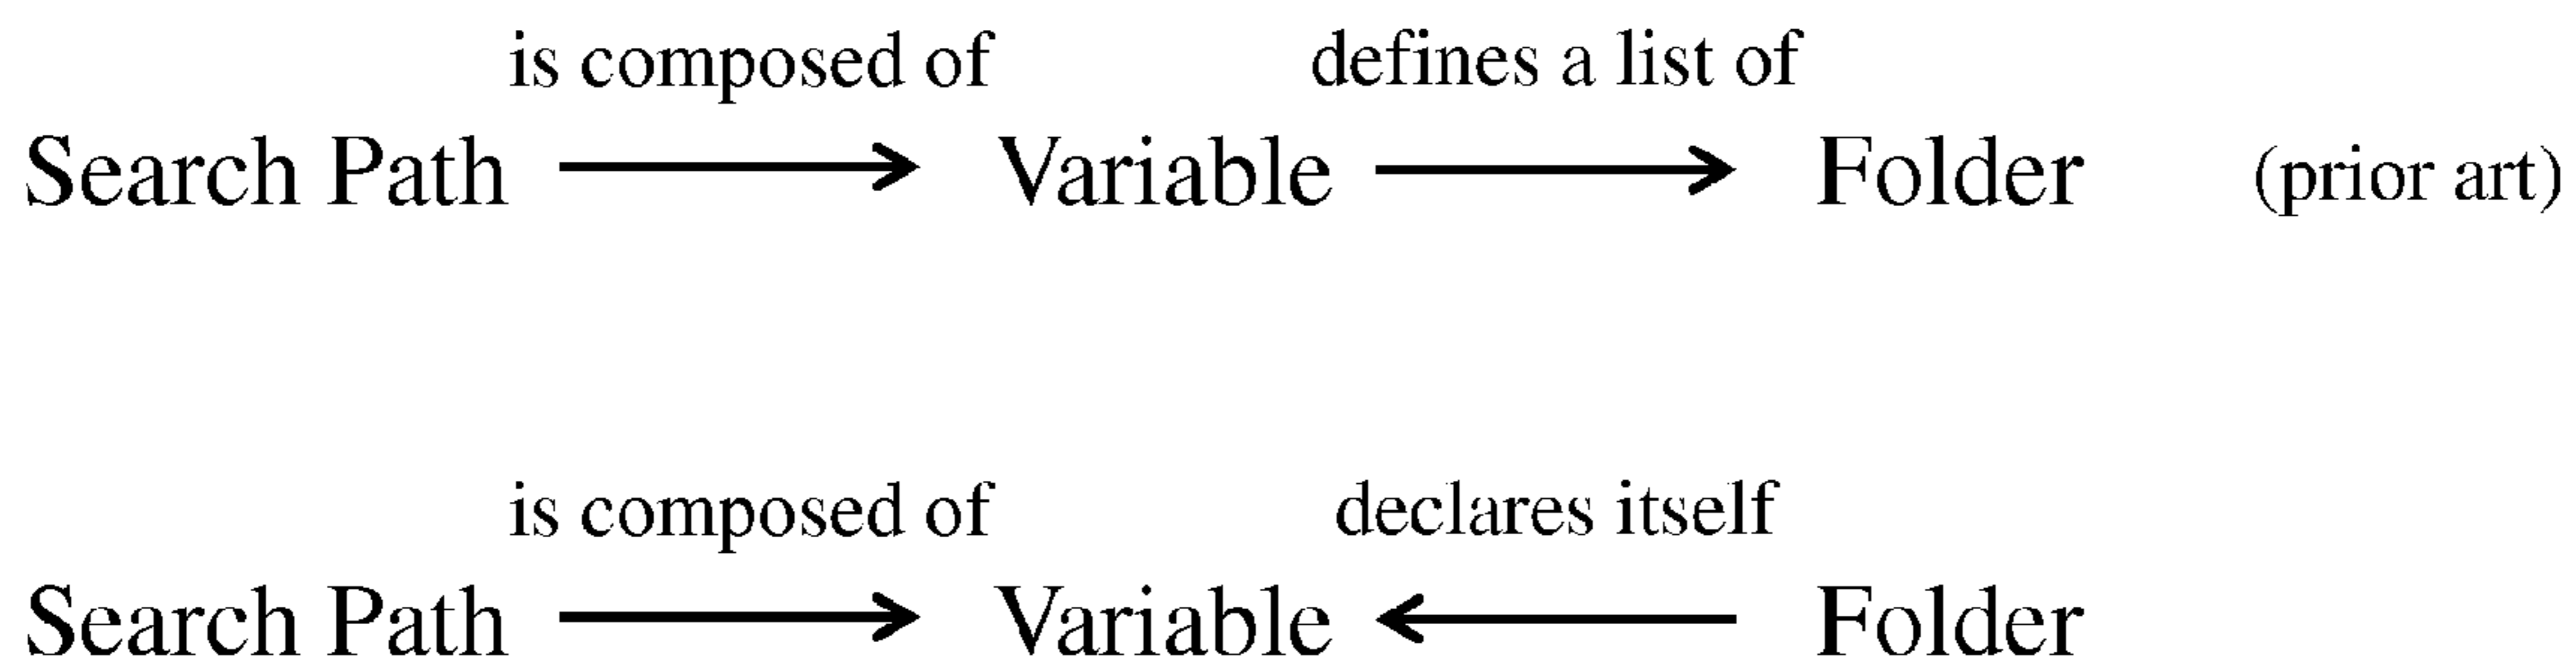 is composed of defines a list of
Search Path Variable Folder (prior art)
is composed of declares itself
Search Path Variable Folder